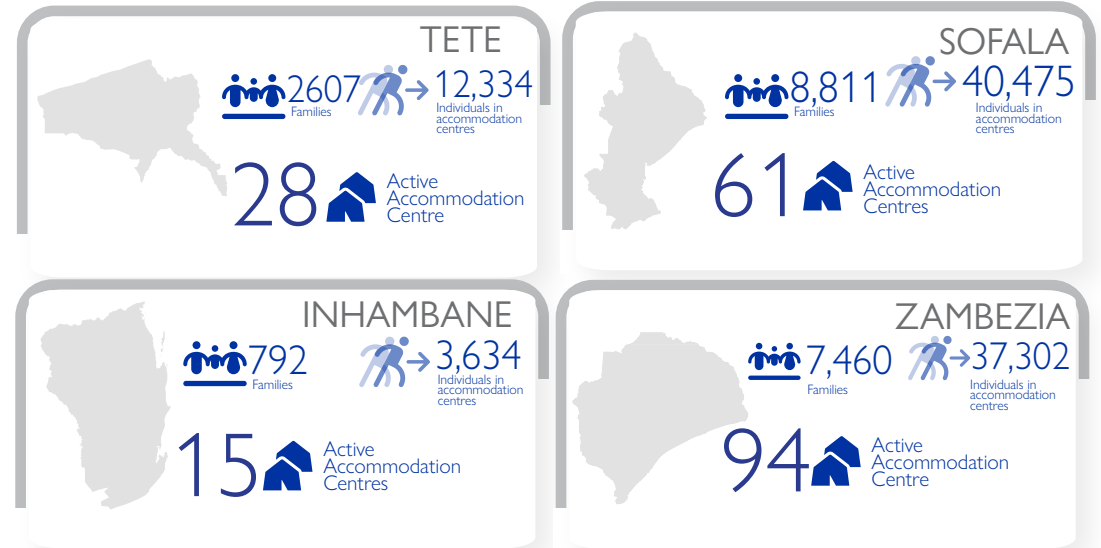 TETE
2607
Families
12,334
Individuals in
accommodation
centres
28
Active
Accommodation
Centre
SOFALA
8,811
Families
40,475
Individuals in
accommodation
centres
61
Active
Accommodation
Centres
INHAMBANE
792
Families
3,634
Individuals in
accommodation
centres
15
Active
Accommodation
Centres
ZAMBEZIA
7,460
Families
37,302
Individuals in
accommodation
centres
94
Active
Accommodation
Centre